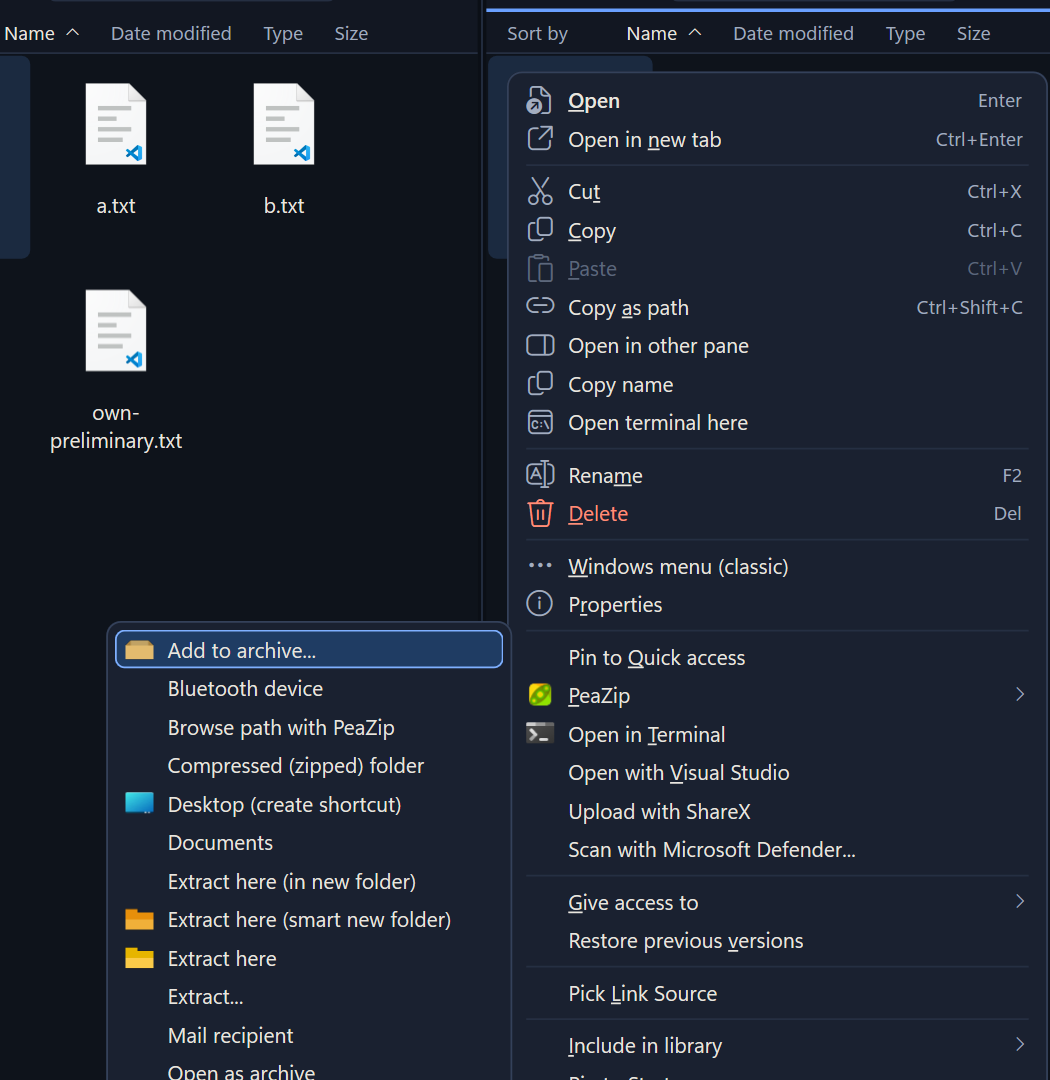 Name
Date modified
Type
Size
a.txt
b.txt
own-
preliminary.txt
Sort by
Name
Date modified
Type
Size
Open Enter
Open in new tab Ctrl+Enter
Cut Ctrl+X
Copy Ctrl+C
Paste Ctrl+V
Copy as path Ctrl+Shift+C
Open in other pane
Copy name
Open terminal here
Rename F2
Delete Del
Windows menu (classic)
Properties
Pin to Quick access
PeaZip
Open in Terminal
Open with Visual Studio
Upload with ShareX
Scan with Microsoft Defender...
Give access to
Restore previous versions
Pick Link Source
Include in library
Add to archive...
Bluetooth device
Browse path with PeaZip
Compressed (zipped) folder
Desktop (create shortcut)
Documents
Extract here (in new folder)
Extract here (smart new folder)
Extract here
Extract...
Mail recipient
Open as archive